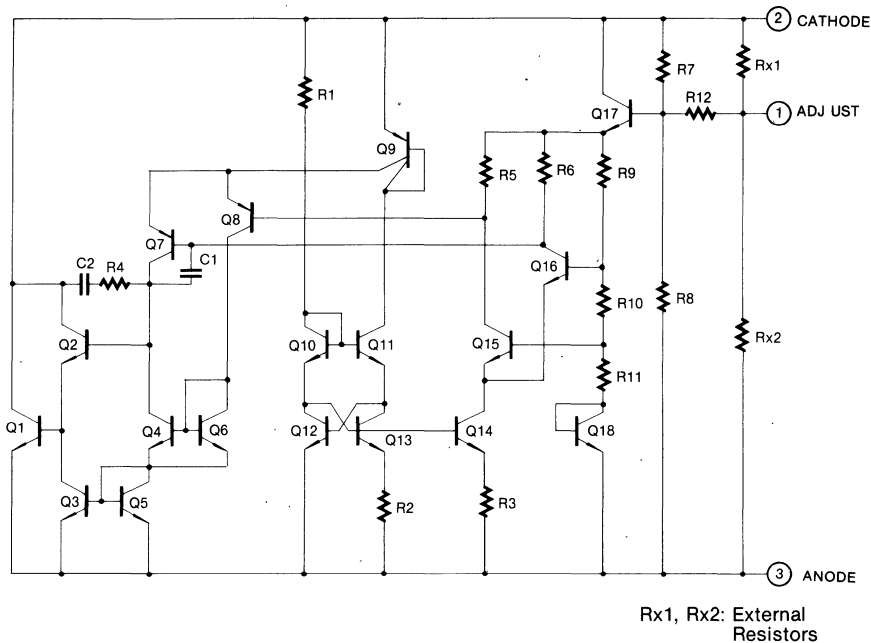 2 CATHODE
R7
Rx1
R1
R12
Q17
1 ADJ UST
Q9
R5
R6
R9
Q8
Q7
C2
R4
C1
Q16
R10
R8
Q2
Q10
Q11
Q15
Rx2
R11
Q1
Q4
Q6
Q12
Q13
Q14
Q18
Q3
Q5
R2
R3
3 ANODE
Rx1, Rx2: External
Resistors